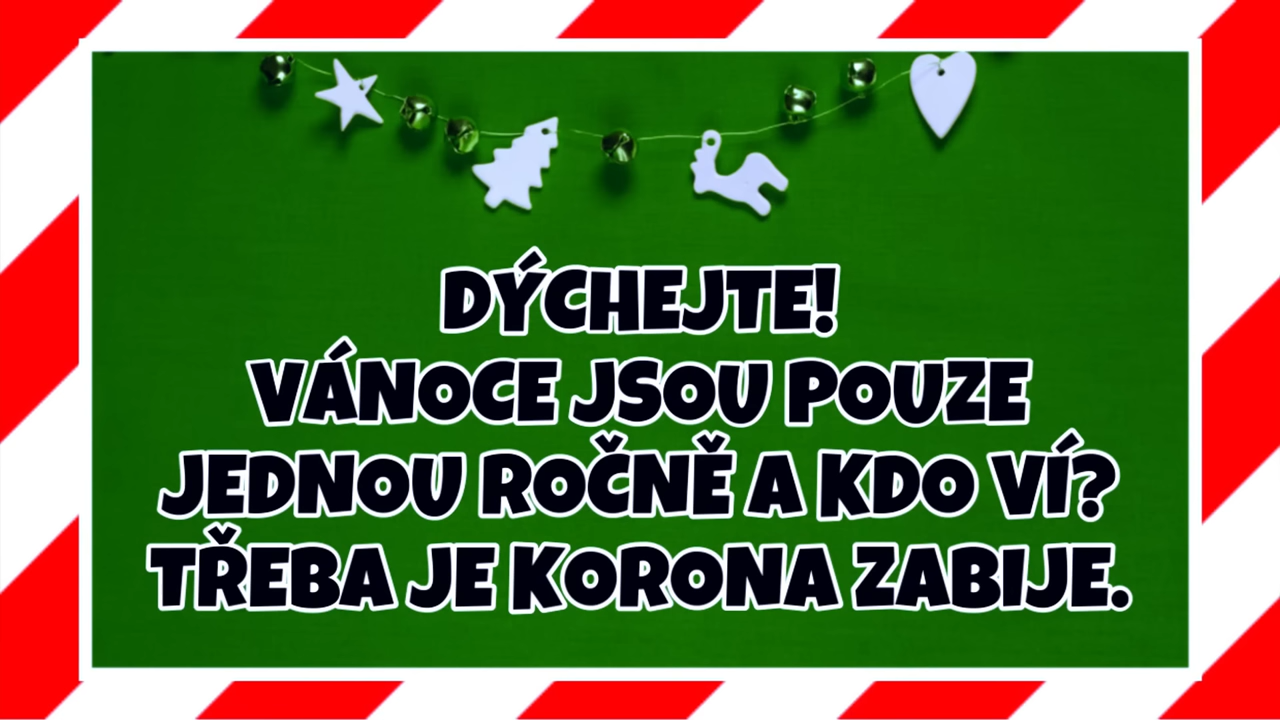 DÝCHEJTE!
VÁNOCE JSOU POUZE
JEDNOU ROČNĚ A KDO VÍ?
TŘEBA JE KORONA ZABIJE.